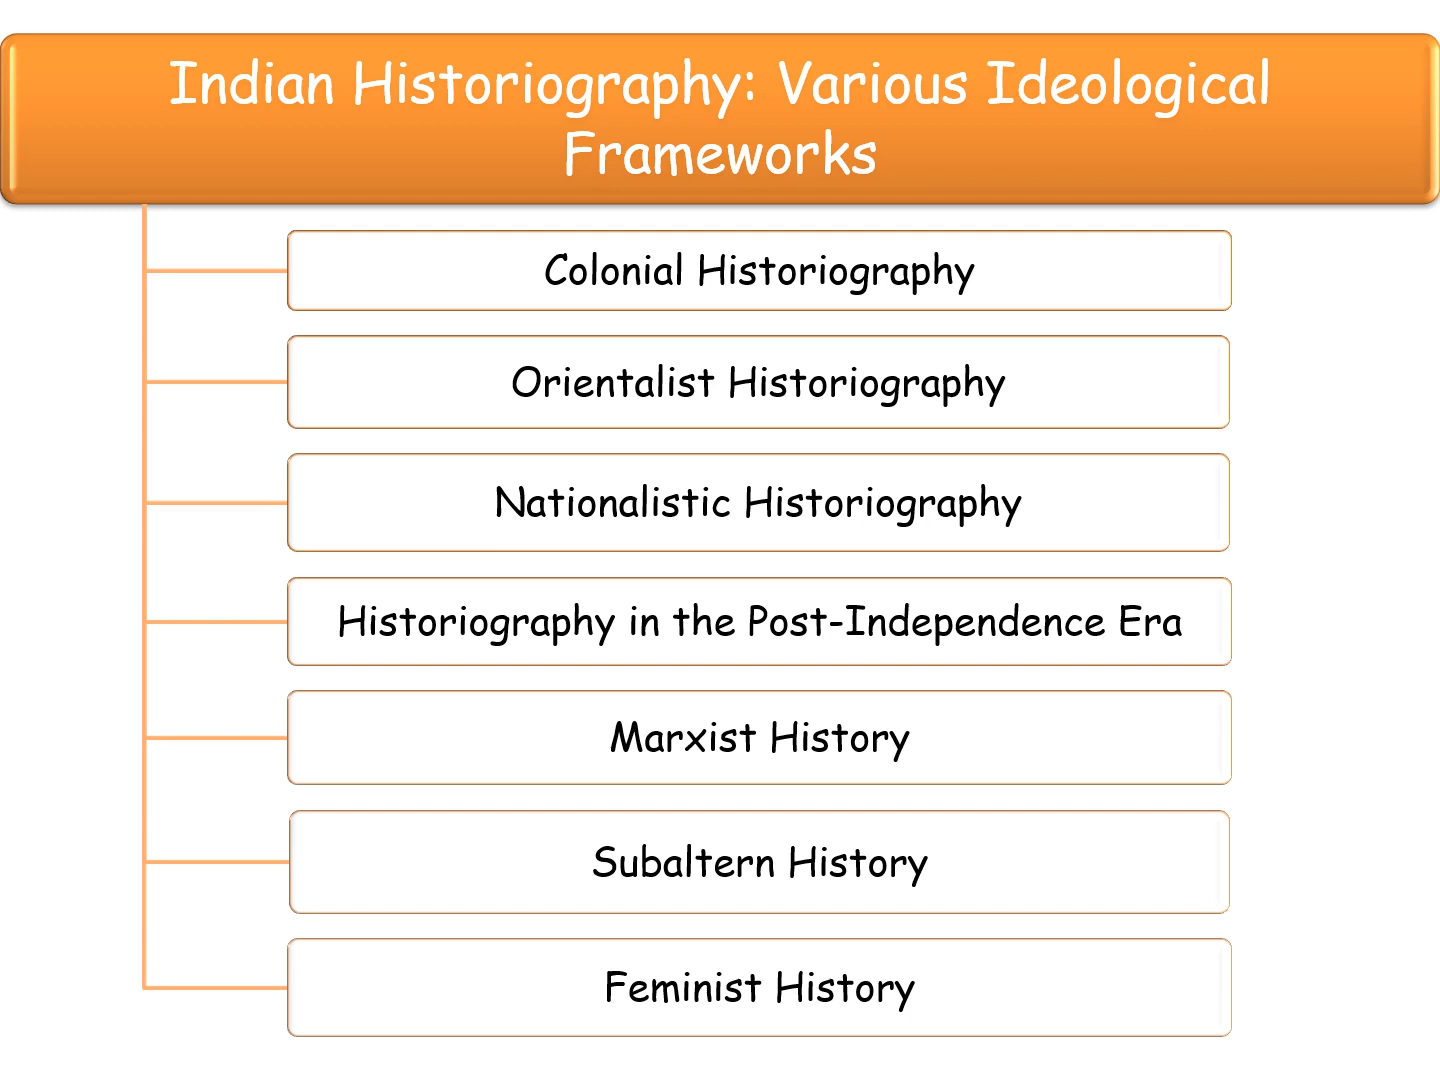 Indian Historiography: Various Ideological
Frameworks
Colonial Historiography
Orientalist Historiography
Nationalistic Historiography
Historiography in the Post-Independence Era
Marxist History
Subaltern History
Feminist History